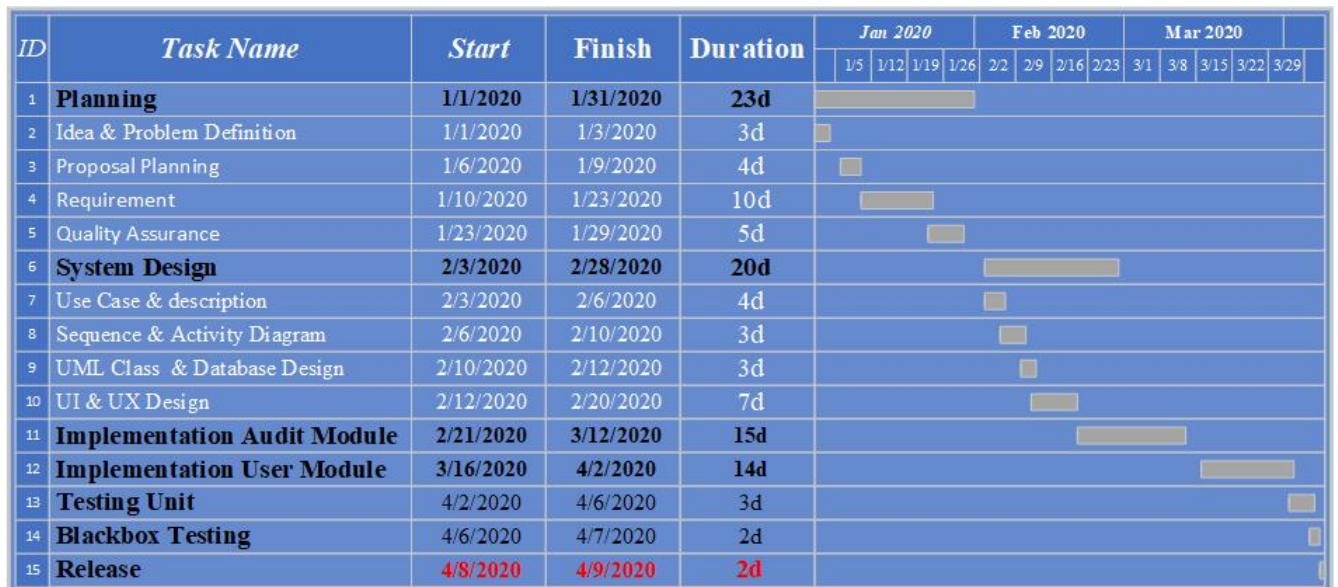 ID Task Name Start Finish Duration Jan 2020 Feb 2020 Mar 2020
1/5 1/12 1/19 1/26 2/2 2/9 2/16 2/23 3/1 3/8 3/15 3/22 3/29
1 Planning 1/1/2020 1/31/2020 23d
2 Idea & Problem Definition 1/1/2020 1/3/2020 3d
3 Proposal Planning 1/6/2020 1/9/2020 4d
4 Requirement 1/10/2020 1/23/2020 10d
5 Quality Assurance 1/23/2020 1/29/2020 5d
6 System Design 2/3/2020 2/28/2020 20d
7 Use Case & description 2/3/2020 2/6/2020 4d
8 Sequence & Activity Diagram 2/6/2020 2/10/2020 3d
9 UML Class & Database Design 2/10/2020 2/12/2020 3d
10 UI & UX Design 2/12/2020 2/20/2020 7d
11 Implementation Audit Module 2/21/2020 3/12/2020 15d
12 Implementation User Module 3/16/2020 4/2/2020 14d
13 Testing Unit 4/2/2020 4/6/2020 3d
14 Blackbox Testing 4/6/2020 4/7/2020 2d
15 Release 4/8/2020 4/9/2020 2d